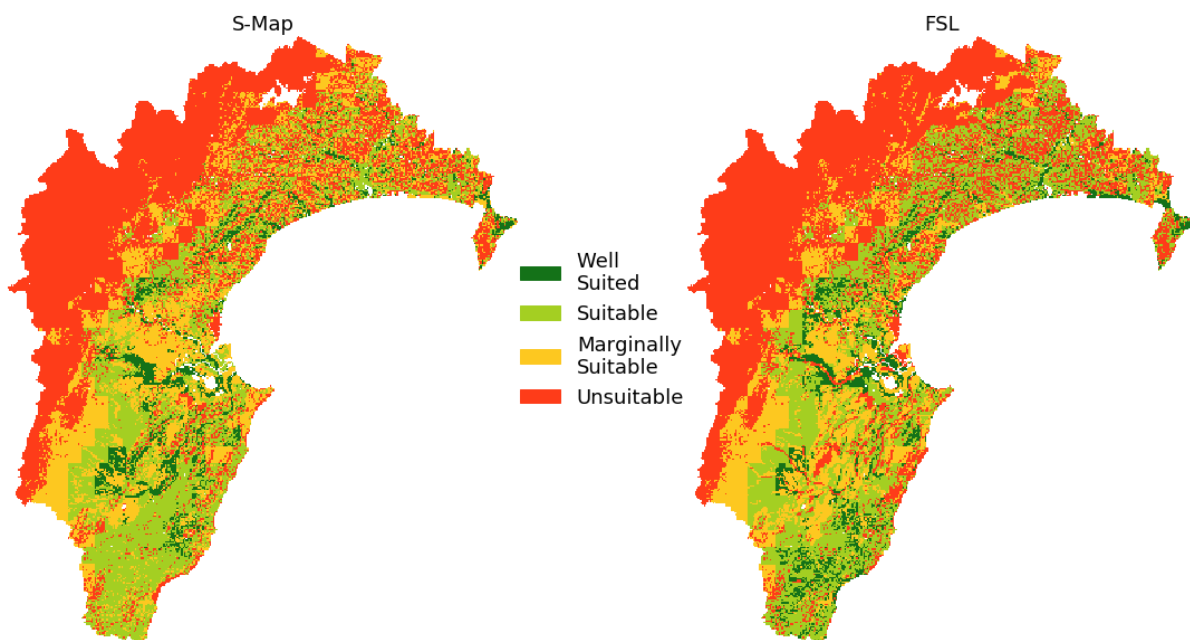 S-Map
FSL
Well
Suited
Suitable
Marginally
Suitable
Unsuitable